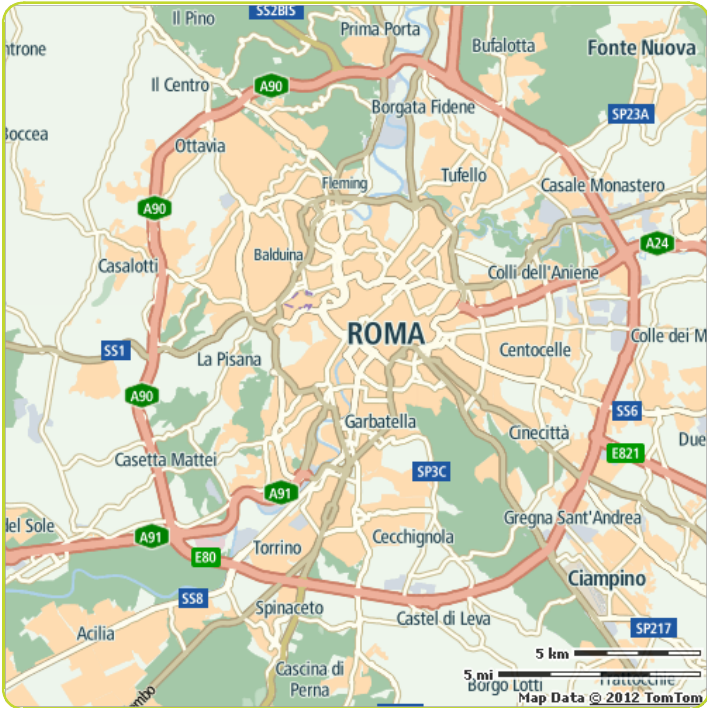 SS2BIS
Il Pino
Prima Porta
Bufalotta
Fonte Nuova
ntrone
Il Centro
A90
Borgata Fidene
SP23A
Boccea
Ottavia
Tufello
Fleming
Casale Monastero
A90
A24
Balduina
Casalotti
Colli dell'Aniene
ROMA
Colle dei M
SS1
La Pisana
Centocelle
A90
SS6
Garbatella
Cinecittà
Due
Casetta Mattei
E821
SP3C
A91
del Sole
Gregna Sant'Andrea
A91
Cecchignola
Torrino
E80
Ciampino
SS8
Spinaceto
Castel di Leva
Acilia
SP217
5 km
Cascina di
Perna
5 mi
Frattocchie
Borgo Lotti
mbo
Map Data © 2012 TomTom